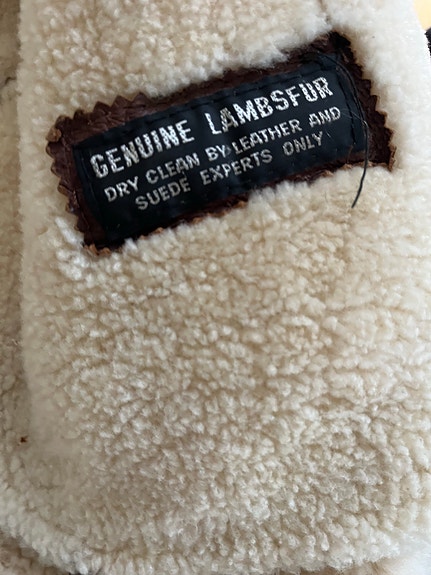 GENUINE LAMBSFUR
DRY CLEAN BY LEATHER AND
SUEDE EXPERTS ONLY